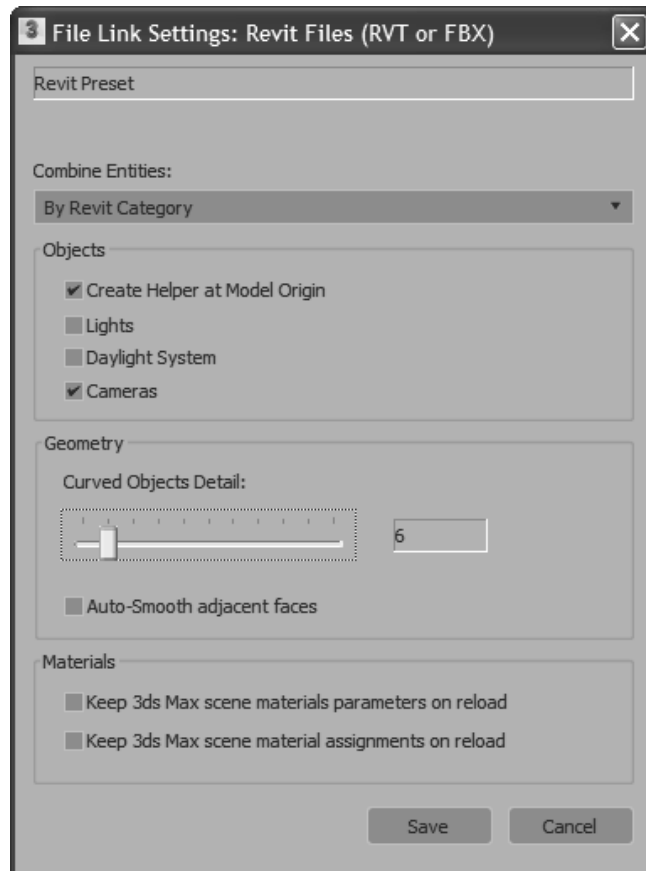 File Link Settings: Revit Files (RVT or FBX)
Revit Preset
Combine Entities:
By Revit Category
Objects
Create Helper at Model Origin
Lights
Daylight System
Cameras
Geometry
Curved Objects Detail:
6
Auto-Smooth adjacent faces
Materials
Keep 3ds Max scene materials parameters on reload
Keep 3ds Max scene material assignments on reload
Save Cancel